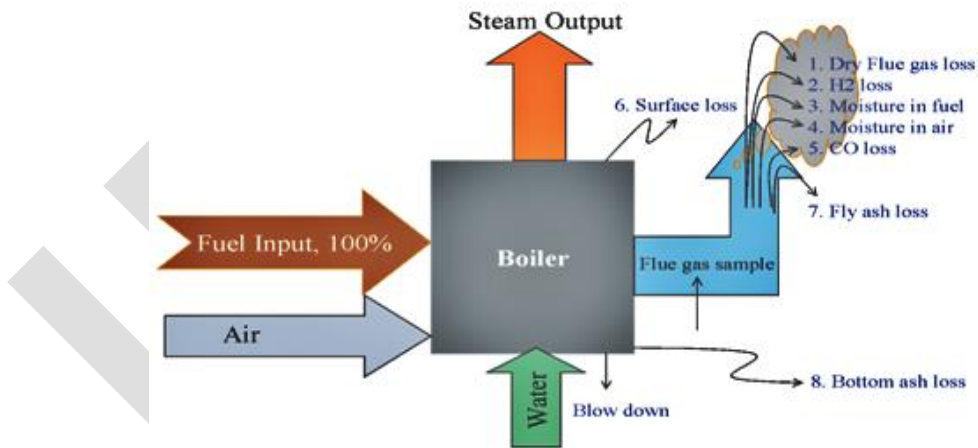 Steam Output
1. Dry Flue gas loss
2. H2 loss
3. Moisture in fuel
4. Moisture in air
5. CO loss
6. Surface loss
7. Fly ash loss
Fuel Input, 100%
Boiler
Flue gas sample
Air
Water
Blow down
8. Bottom ash loss